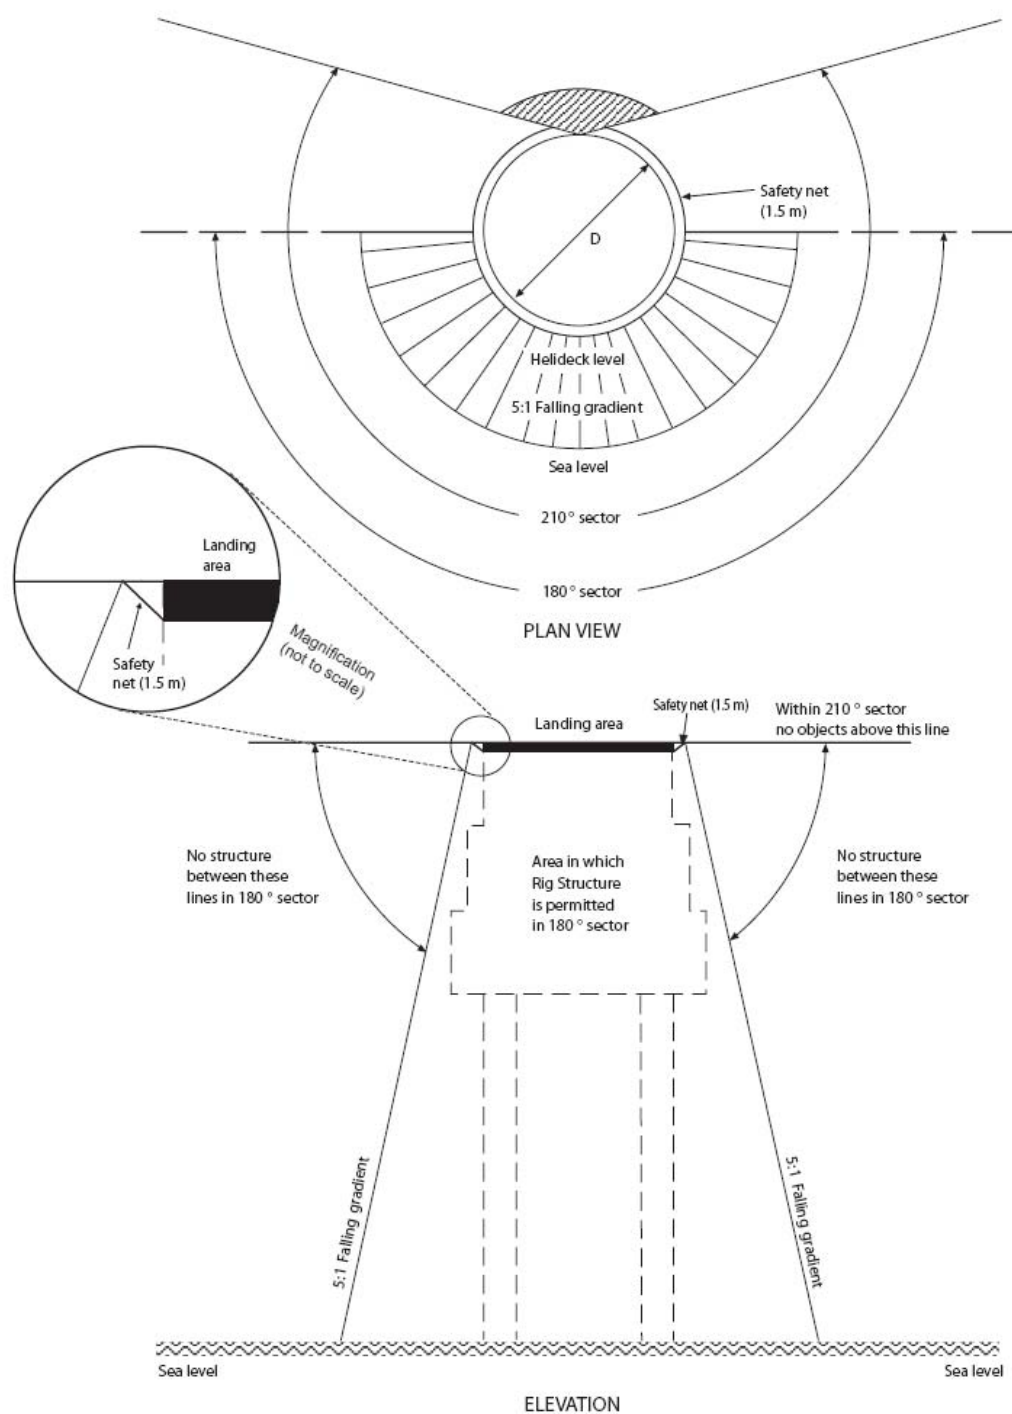 Safety net
(1.5 m)
D
Helideck level
5:1 Falling gradient
Sea level
210° sector
180° sector
PLAN VIEW
Landing
area
Safety
net (1.5 m)
Magnification
(not to scale)
Landing area
Safety net (1.5 m)
Within 210 ° sector
no objects above this line
No structure
between these
lines in 180 ° sector
Area in which
Rig Structure
is permitted
in 180 ° sector
No structure
between these
lines in 180 ° sector
5:1 Falling gradient
5:1 Falling gradient
Sea level
Sea level
ELEVATION